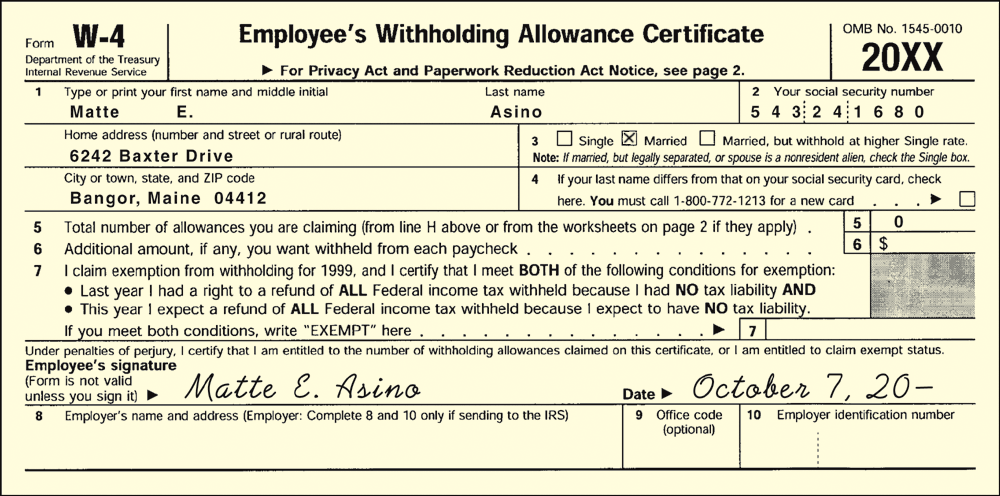 Form W-4
Department of the Treasury
Internal Revenue Service
Employee's Withholding Allowance Certificate
▶ For Privacy Act and Paperwork Reduction Act Notice, see page 2.
OMB No. 1545-0010
20XX
1 Type or print your first name and middle initial
Matte E.
Last name
Asino
2 Your social security number
5 4 3 2 4 1 6 8 0
Home address (number and street or rural route)
6242 Baxter Drive
3 Single Married Married, but withhold at higher Single rate.
Note: If married, but legally separated, or spouse is a nonresident alien, check the Single box.
City or town, state, and ZIP code
Bangor, Maine 04412
4 If your last name differs from that on your social security card, check
here. You must call 1-800-772-1213 for a new card . . . ▶
5 Total number of allowances you are claiming (from line H above or from the worksheets on page 2 if they apply) . 5 0
6 Additional amount, if any, you want withheld from each paycheck . . . . . . . . . . . . . 6 $
7 I claim exemption from withholding for 1999, and I certify that I meet BOTH of the following conditions for exemption:
● Last year I had a right to a refund of ALL Federal income tax withheld because I had NO tax liability AND
● This year I expect a refund of ALL Federal income tax withheld because I expect to have NO tax liability.
If you meet both conditions, write "EXEMPT" here . . . . . . . . . . . . . ▶ 7
Under penalties of perjury, I certify that I am entitled to the number of withholding allowances claimed on this certificate, or I am entitled to claim exempt status.
Employee's signature
(Form is not valid
unless you sign it) ▶ Matte E. Asino
Date ▶ October 7, 20–
8 Employer's name and address (Employer: Complete 8 and 10 only if sending to the IRS)
9 Office code
(optional)
10 Employer identification number